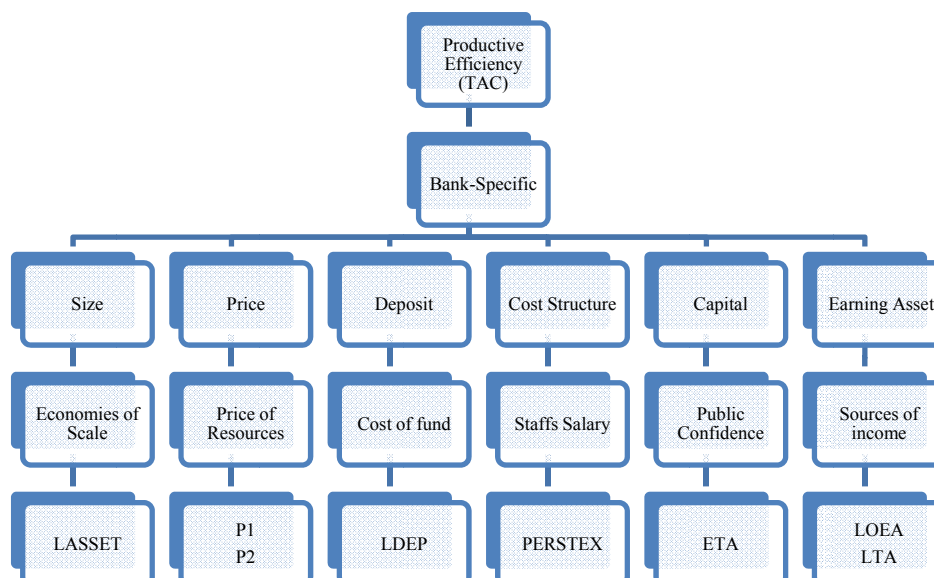 Productive
Efficiency
(TAC)
Bank-Specific
Size
Price
Deposit
Cost Structure
Capital
Earning Asset
Economies of
Scale
Price of
Resources
Cost of fund
Staffs Salary
Public
Confidence
Sources of
income
LASSET
P1
P2
LDEP
PERSTEX
ETA
LOEA
LTA